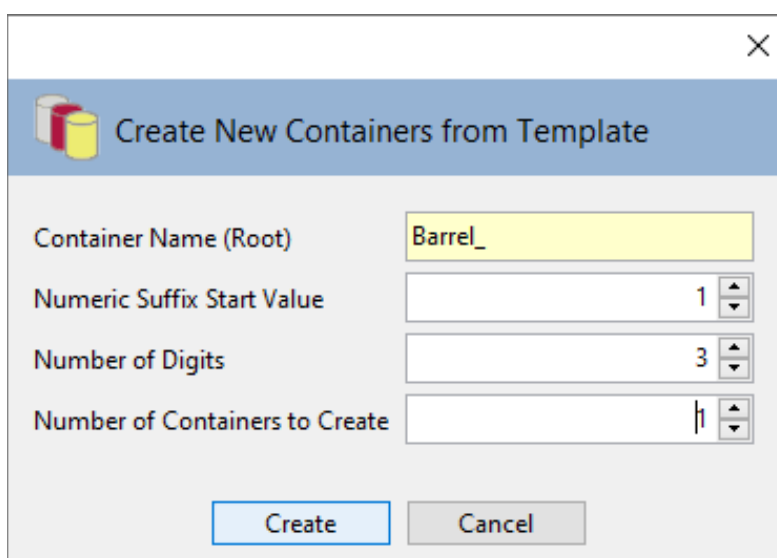 Create New Containers from Template
Container Name (Root) Barrel_
Numeric Suffix Start Value 1
Number of Digits 3
Number of Containers to Create 1
Create Cancel